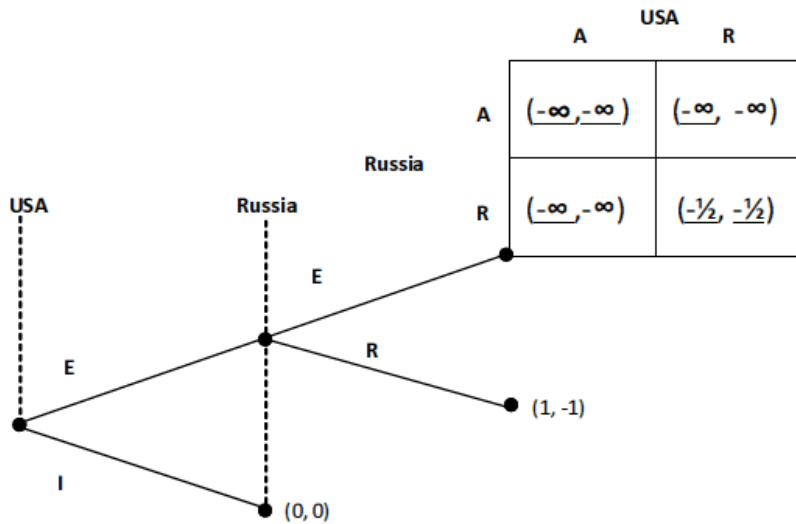 USA
A R
A (-∞,-∞) (-∞, -∞)
Russia
R (-∞,-∞) (-½, -½)
USA Russia
E
E R
(1, -1)
I (0, 0)